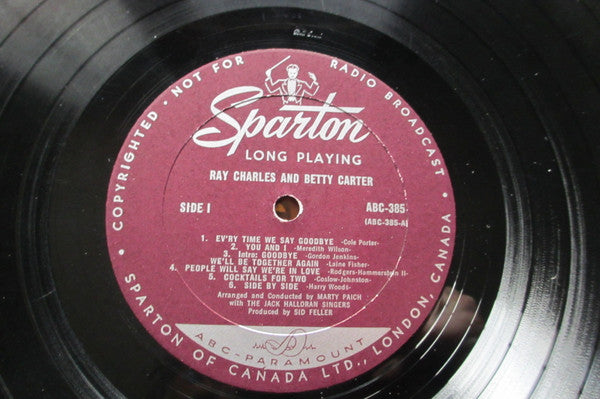 COPYRIGHTED • NOT FOR RADIO BROADCAST •
Sparton
LONG PLAYING
RAY CHARLES AND BETTY CARTER
SIDE I
ABC-385
(ABC-385-A)
1. EV'RY TIME WE SAY GOODBYE -Cole Porter-
2. YOU AND I -Meredith Wilson-
3. Intro: GOODBYE -Gordon Jenkins-
WE'LL BE TOGETHER AGAIN -Laine Fisher-
4. PEOPLE WILL SAY WE'RE IN LOVE -Rodgers-Hammerstein II-
5. COCKTAILS FOR TWO -Coslow-Johnston-
6. SIDE BY SIDE -Harry Woods-
Arranged and Conducted by MARTY PAICH
with THE JACK HALLORAN SINGERS
Produced by SID FELLER
ABC-PARAMOUNT
SPARTON OF CANADA LTD., LONDON, CANADA •